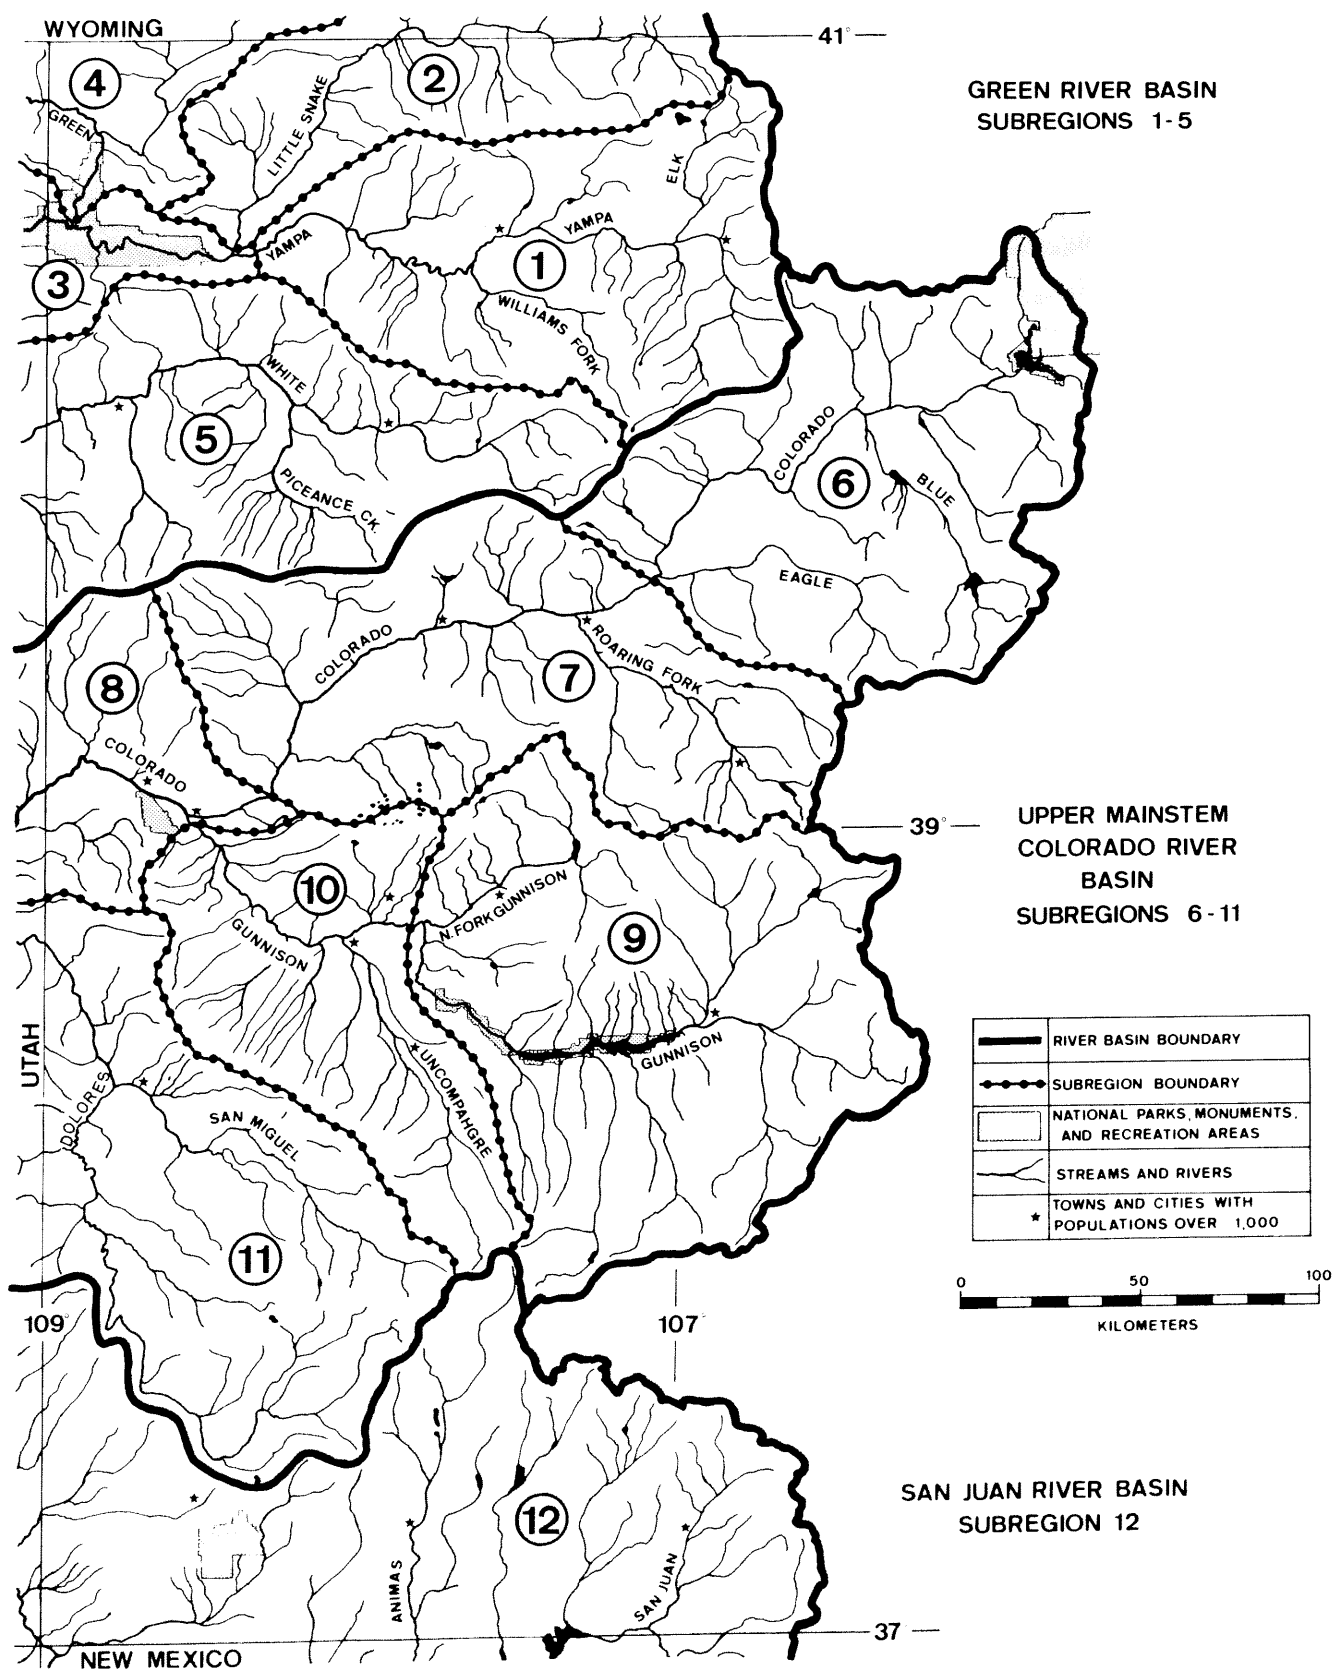 WYOMING
41°
4
2
GREEN RIVER BASIN
SUBREGIONS 1-5
GREEN
LITTLE SNAKE
ELK
YAMPA
YAMPA
1
3
WILLIAMS FORK
WHITE
5
COLORADO
6
BLUE
PICEANCE CK.
EAGLE
COLORADO
ROARING FORK
7
8
COLORADO
39°
UPPER MAINSTEM
COLORADO RIVER
BASIN
SUBREGIONS 6-11
10
N. FORK GUNNISON
9
GUNNISON
UTAH
GUNNISON
UNCOMPAHGRE
DOLORES
SAN MIGUEL
RIVER BASIN BOUNDARY
SUBREGION BOUNDARY
NATIONAL PARKS, MONUMENTS,
AND RECREATION AREAS
STREAMS AND RIVERS
TOWNS AND CITIES WITH
POPULATIONS OVER 1,000
11
0 50 100
KILOMETERS
109°
107°
SAN JUAN RIVER BASIN
SUBREGION 12
12
ANIMAS
SAN JUAN
37
NEW MEXICO